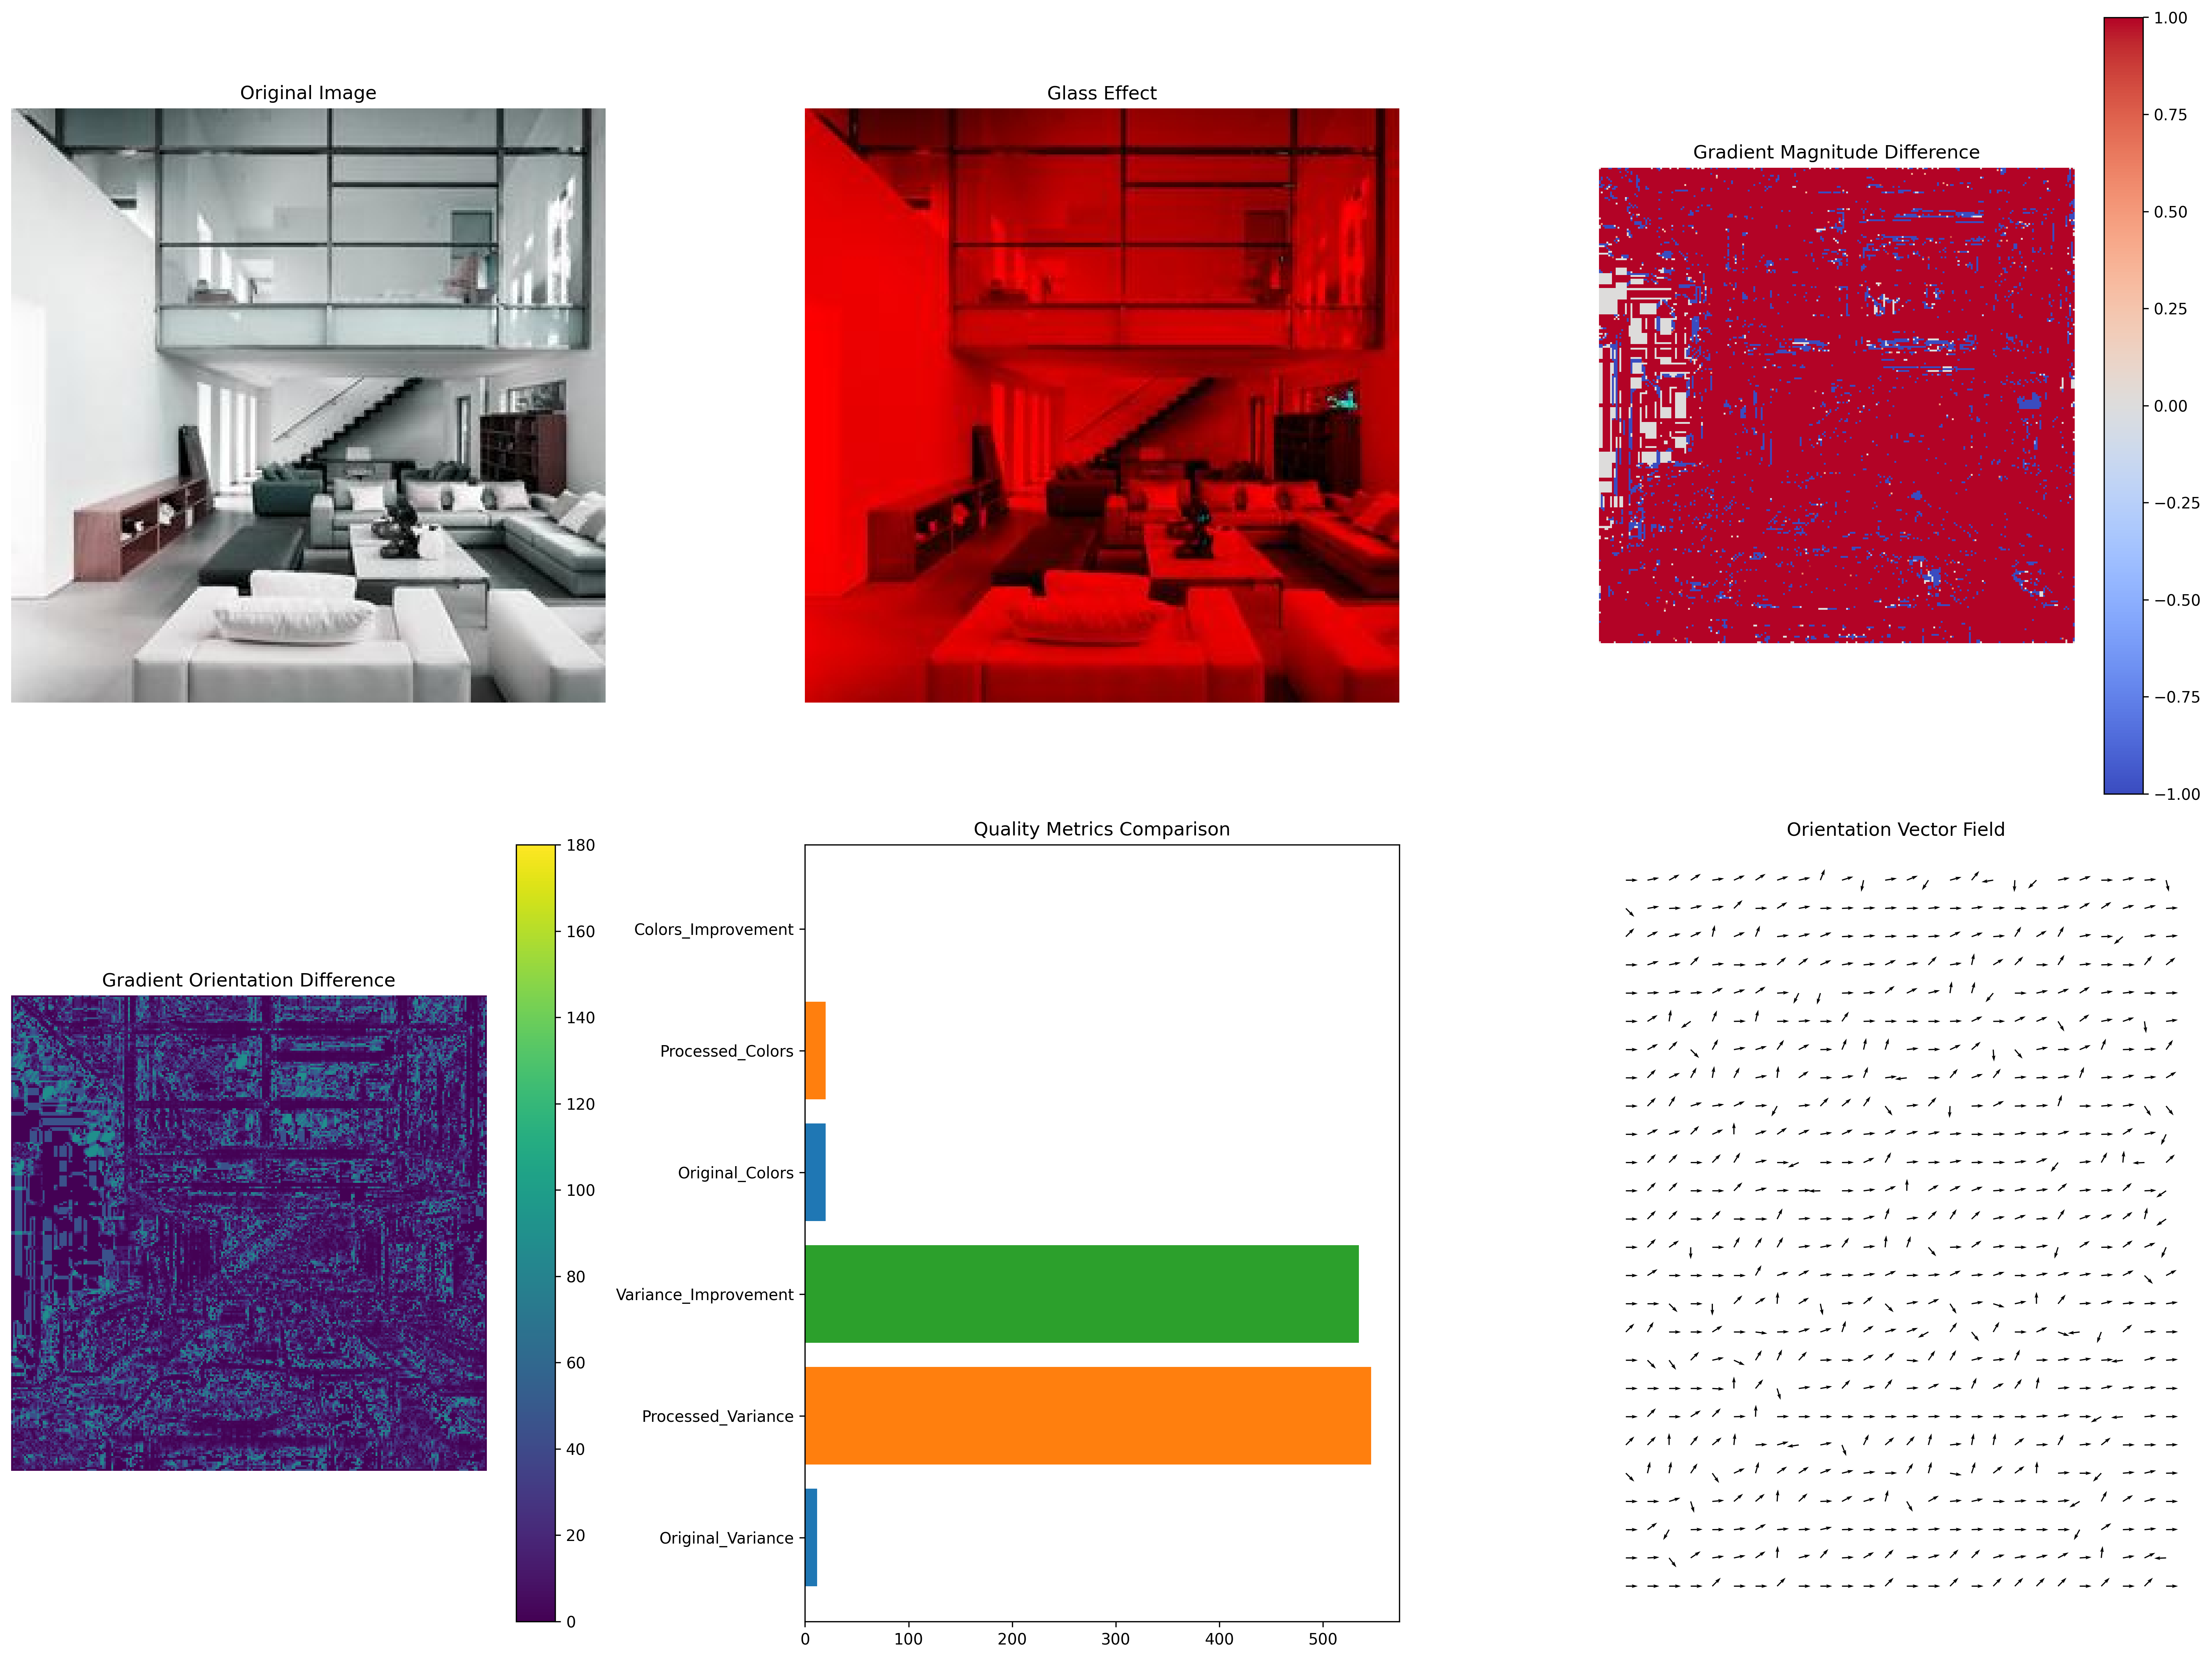 Original Image
Glass Effect
Gradient Magnitude Difference
1.00
0.75
0.50
0.25
0.00
−0.25
−0.50
−0.75
−1.00
Gradient Orientation Difference
180
160
140
120
100
80
60
40
20
0
Quality Metrics Comparison
Colors_Improvement
Processed_Colors
Original_Colors
Variance_Improvement
Processed_Variance
Original_Variance
0 100 200 300 400 500
Orientation Vector Field